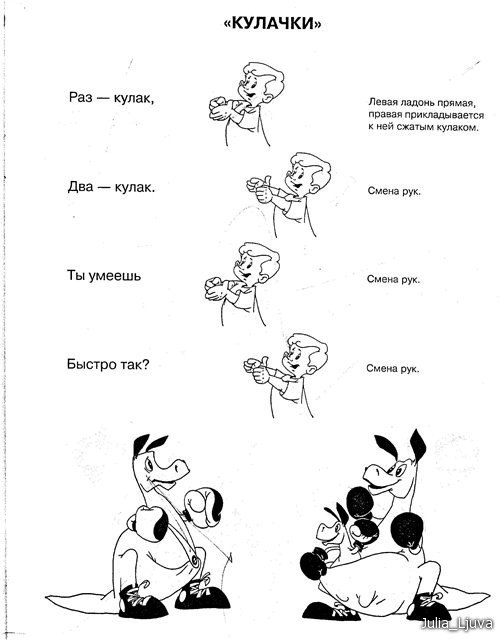 «КУЛАЧКИ»
Раз — кулак,
Левая ладонь прямая,
правая прикладывается
к ней сжатым кулаком.
Два — кулак.
Смена рук.
Ты умеешь
Смена рук.
Быстро так?
Смена рук.
Julia_Ljuva